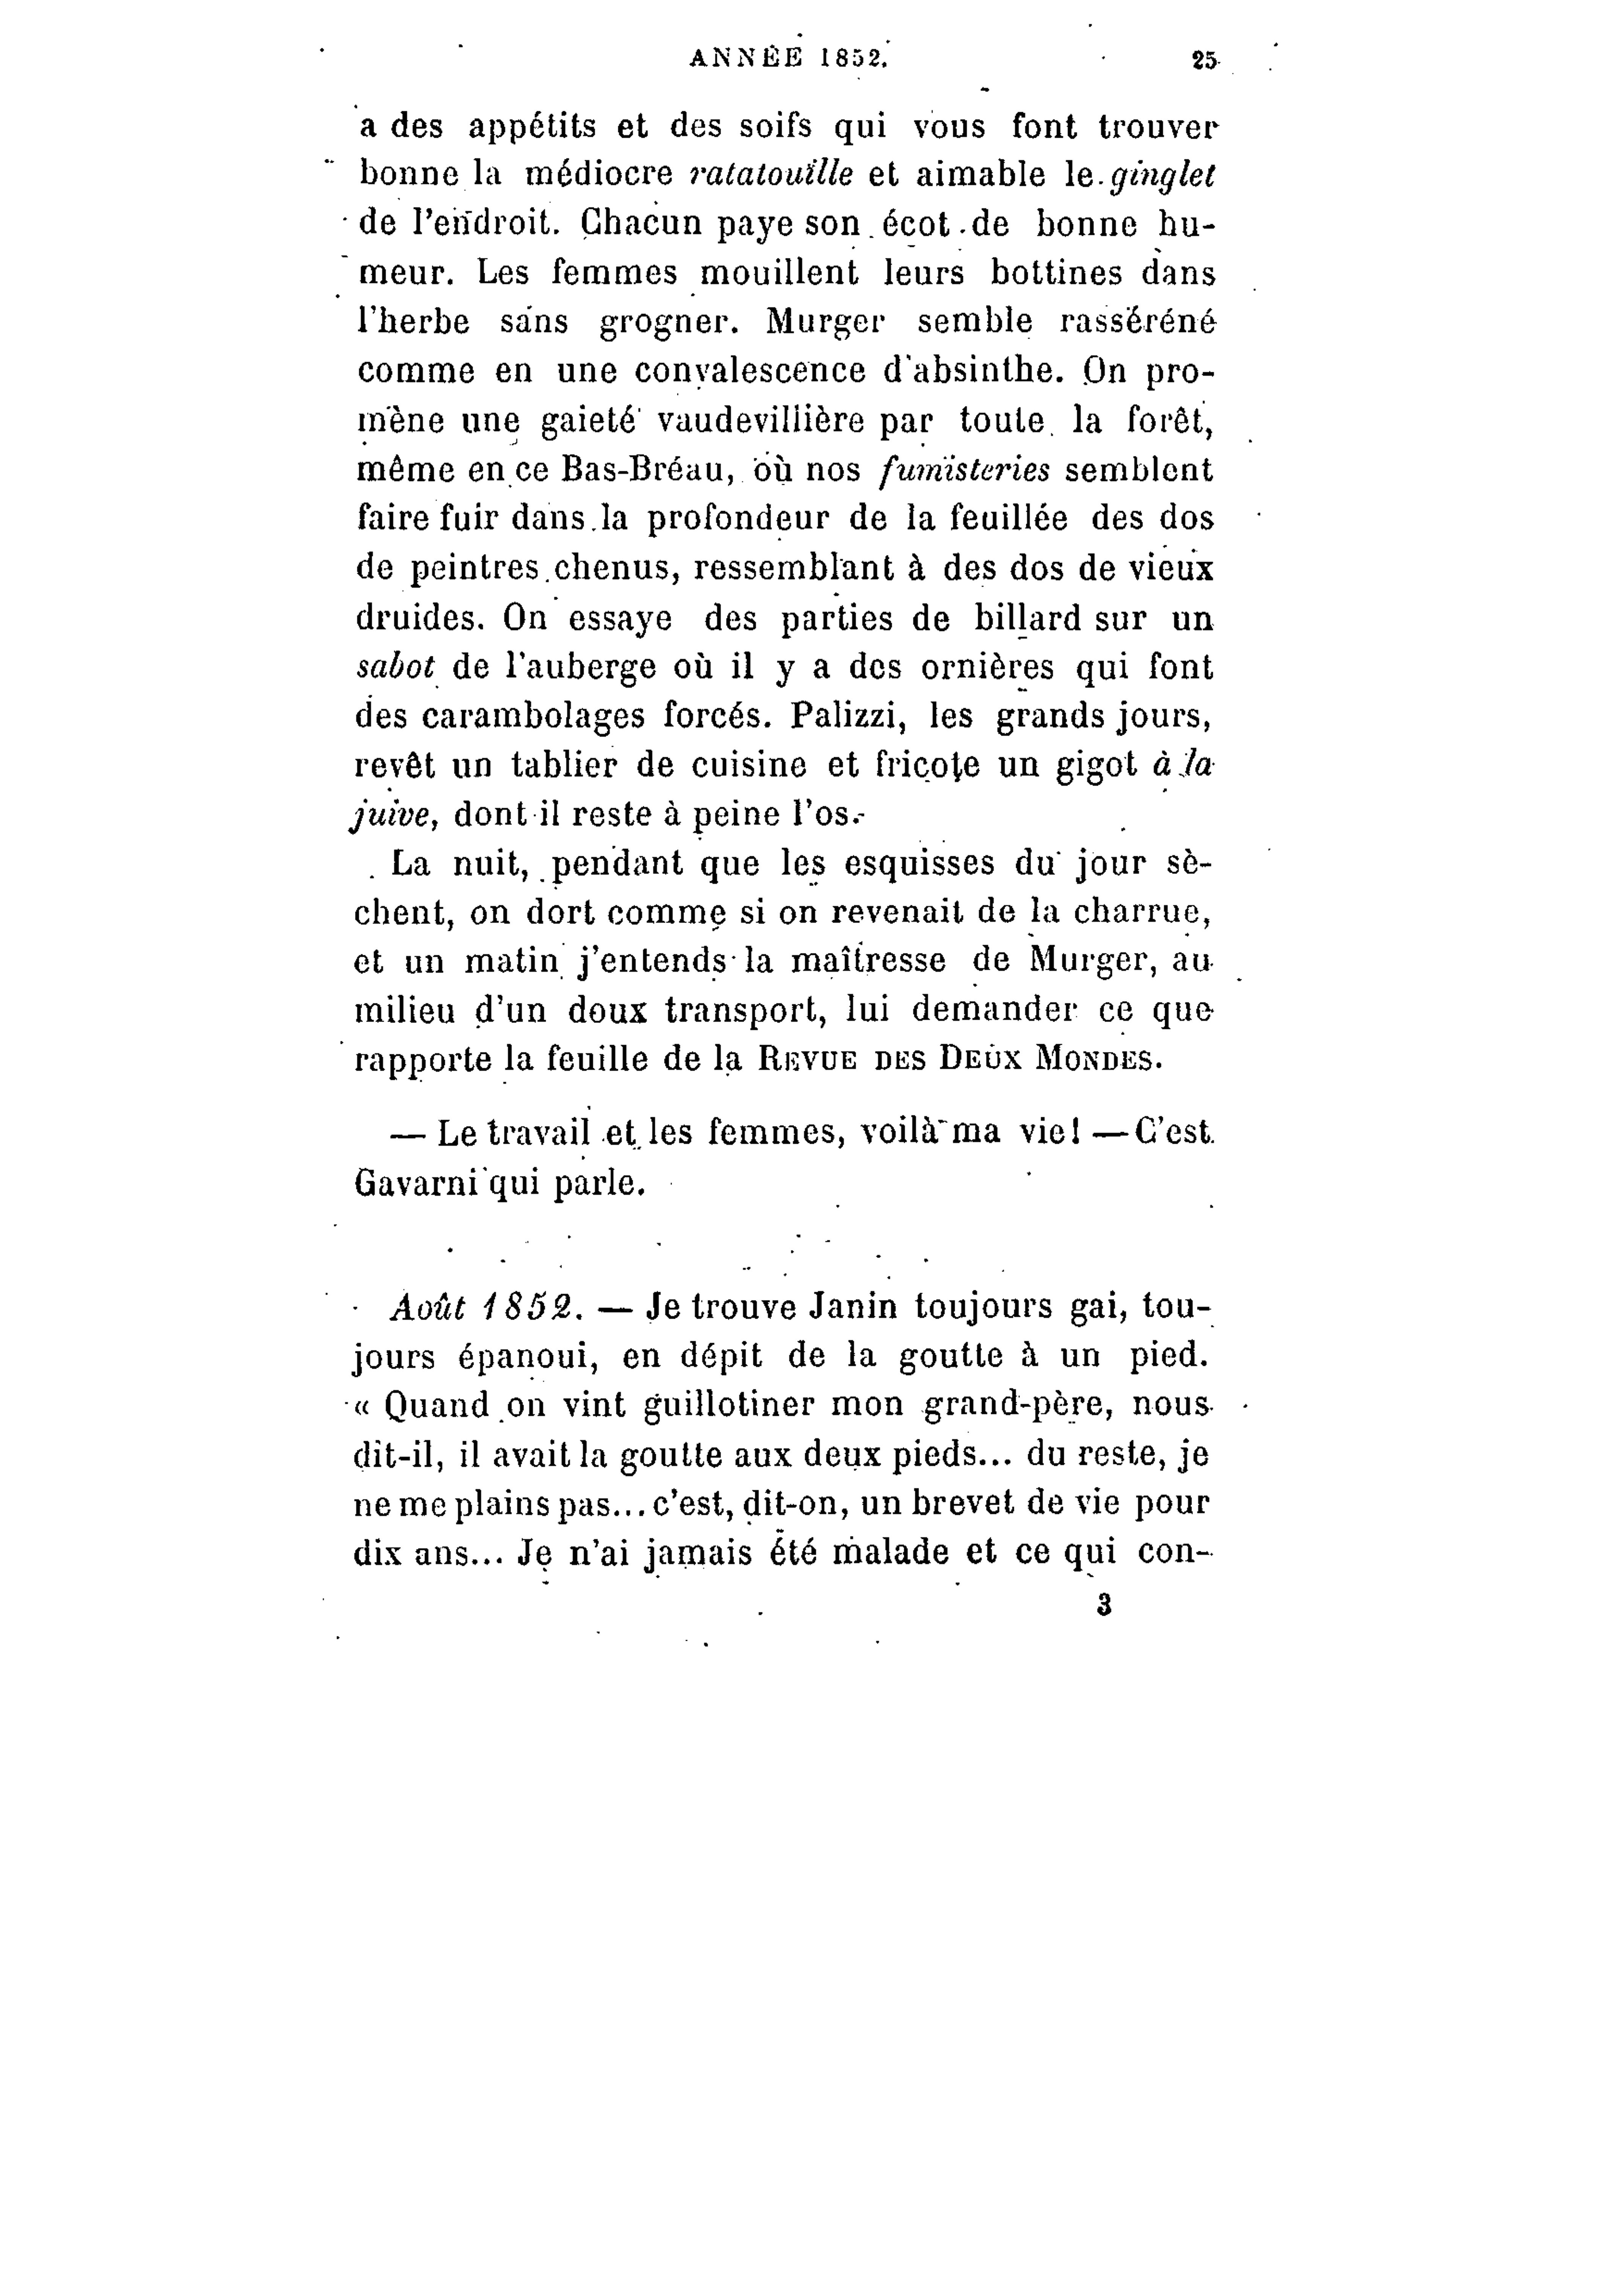 ANNÉE 1852. 25
a des appétits et des soifs qui vous font trouver
bonne la médiocre ratatouille et aimable le ginglet
de l'endroit. Chacun paye son écot de bonne hu-
meur. Les femmes mouillent leurs bottines dans
l'herbe sans grogner. Murger semble rasséréné
comme en une convalescence d'absinthe. On pro-
mène une gaieté vaudevillière par toute la forêt,
même en ce Bas-Bréau, où nos fumisteries semblent
faire fuir dans la profondeur de la feuillée des dos
de peintres chenus, ressemblant à des dos de vieux
druides. On essaye des parties de billard sur un
sabot de l'auberge où il y a des ornières qui font
des carambolages forcés. Palizzi, les grands jours,
revêt un tablier de cuisine et fricote un gigot à la
juive, dont il reste à peine l'os.
La nuit, pendant que les esquisses du jour sè-
chent, on dort comme si on revenait de la charrue,
et un matin j'entends la maîtresse de Murger, au
milieu d'un doux transport, lui demander ce que
rapporte la feuille de la REVUE DES DEUX MONDES.
— Le travail et les femmes, voilà ma vie! — C'est
Gavarni qui parle.
Août 1852. — Je trouve Janin toujours gai, tou-
jours épanoui, en dépit de la goutte à un pied.
« Quand on vint guillotiner mon grand-père, nous
dit-il, il avait la goutte aux deux pieds... du reste, je
ne me plains pas... c'est, dit-on, un brevet de vie pour
dix ans... Je n'ai jamais été malade et ce qui con-
3